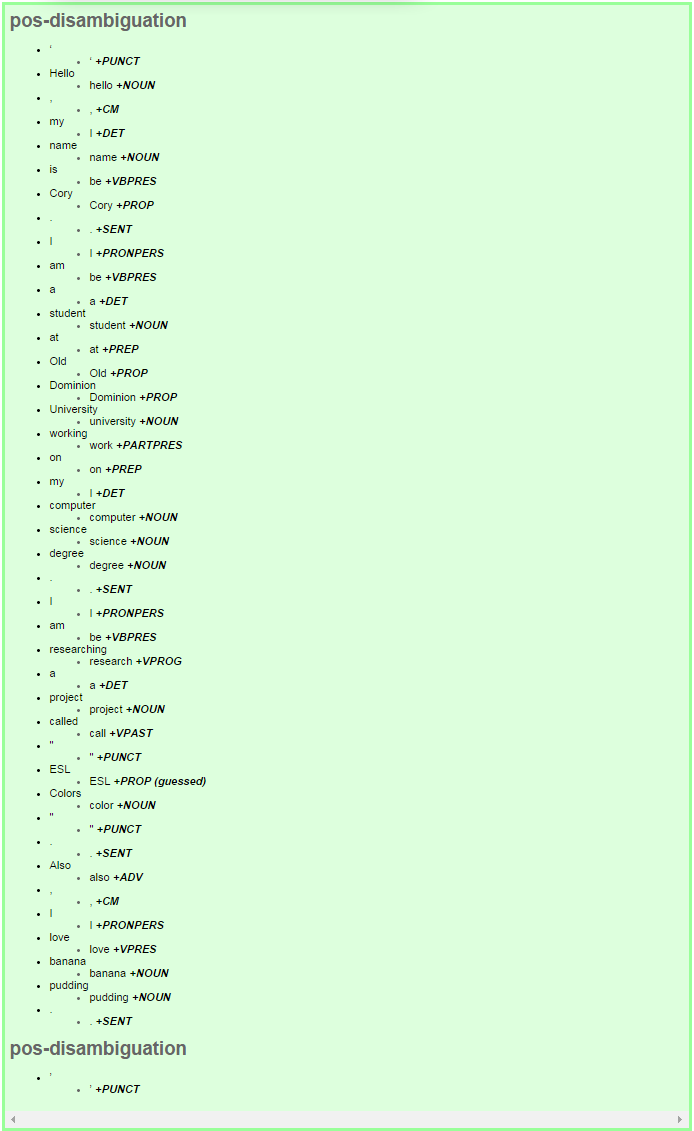 pos-disambiguation
‘
‘ +PUNCT
Hello
hello +NOUN
,
, +CM
my
I +DET
name
name +NOUN
is
be +VBPRES
Cory
Cory +PROP
.
. +SENT
I
I +PRONPERS
am
be +VBPRES
a
a +DET
student
student +NOUN
at
at +PREP
Old
Old +PROP
Dominion
Dominion +PROP
University
university +NOUN
working
work +PARTPRES
on
on +PREP
my
I +DET
computer
computer +NOUN
science
science +NOUN
degree
degree +NOUN
.
. +SENT
I
I +PRONPERS
am
be +VBPRES
researching
research +VPROG
a
a +DET
project
project +NOUN
called
call +VPAST
"
" +PUNCT
ESL
ESL +PROP (guessed)
Colors
color +NOUN
"
" +PUNCT
.
. +SENT
Also
also +ADV
,
, +CM
I
I +PRONPERS
love
love +VPRES
banana
banana +NOUN
pudding
pudding +NOUN
.
. +SENT
pos-disambiguation
’
’ +PUNCT